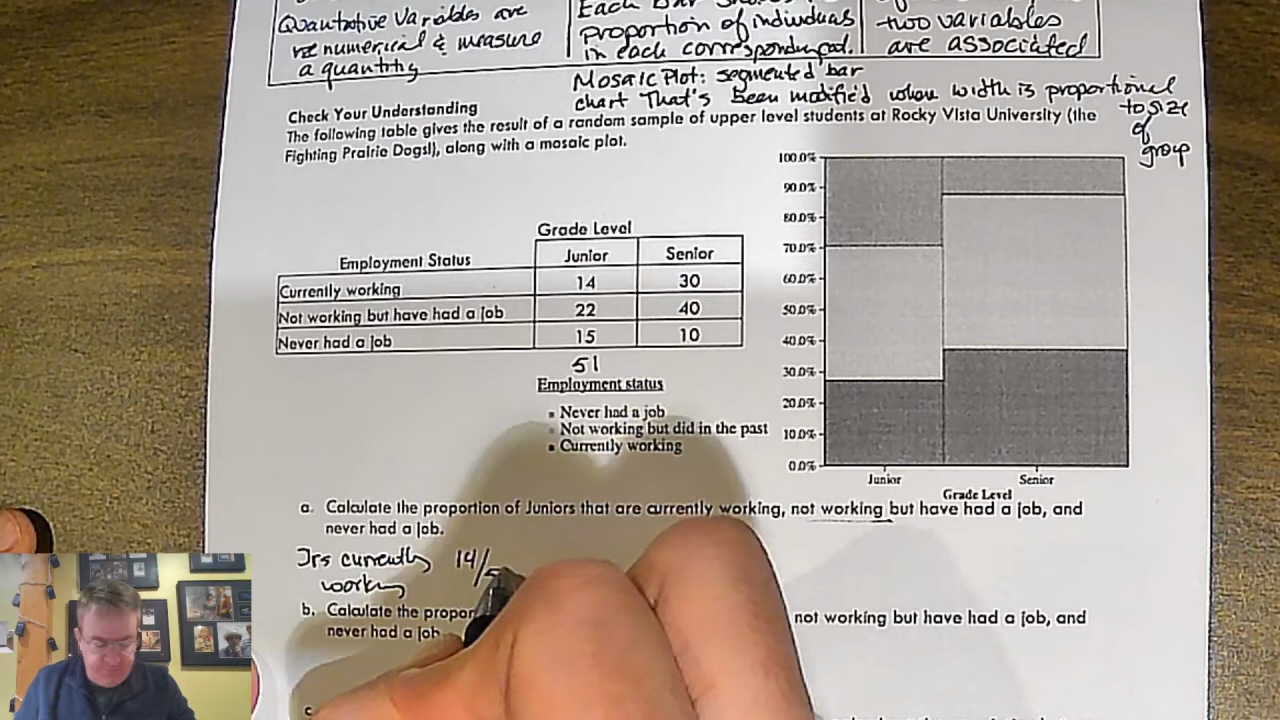 Quantitative Variables are
numerical & measure
a quantity
Each Bar
proportion of individuals
in each corresponding cat.
two variables
are associated
Mosaic Plot: segmented bar
chart That's Been modified where width is proportional
to size
of
group
Check Your Understanding
The following table gives the result of a random sample of upper level students at Rocky Vista University (the
Fighting Prairie Dogs!), along with a mosaic plot.
Grade Level
Employment Status Junior Senior
Currently working 14 30
Not working but have had a job 22 40
Never had a job 15 10
51
Employment status
Never had a job
Not working but did in the past
Currently working
100.0%
90.0%
80.0%
70.0%
60.0%
50.0%
40.0%
30.0%
20.0%
10.0%
0.0%
Junior Senior
Grade Level
a. Calculate the proportion of Juniors that are currently working, not working but have had a job, and
never had a job.
Jrs currently 14/
working
b. Calculate the propor not working but have had a job, and
never had a job
c.